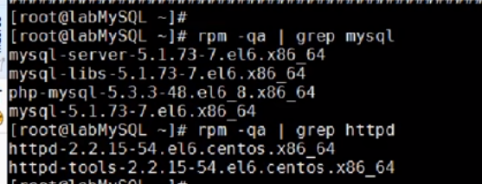 [root@labMySQL ~]#
[root@labMySQL ~]# rpm -qa | grep mysql
mysql-server-5.1.73-7.el6.x86_64
mysql-libs-5.1.73-7.el6.x86_64
php-mysql-5.3.3-48.el6_8.x86_64
mysql-5.1.73-7.el6.x86_64
[root@labMySQL ~]# rpm -qa | grep httpd
httpd-2.2.15-54.el6.centos.x86_64
httpd-tools-2.2.15-54.el6.centos.x86_64
[root@labMySQL ~]#